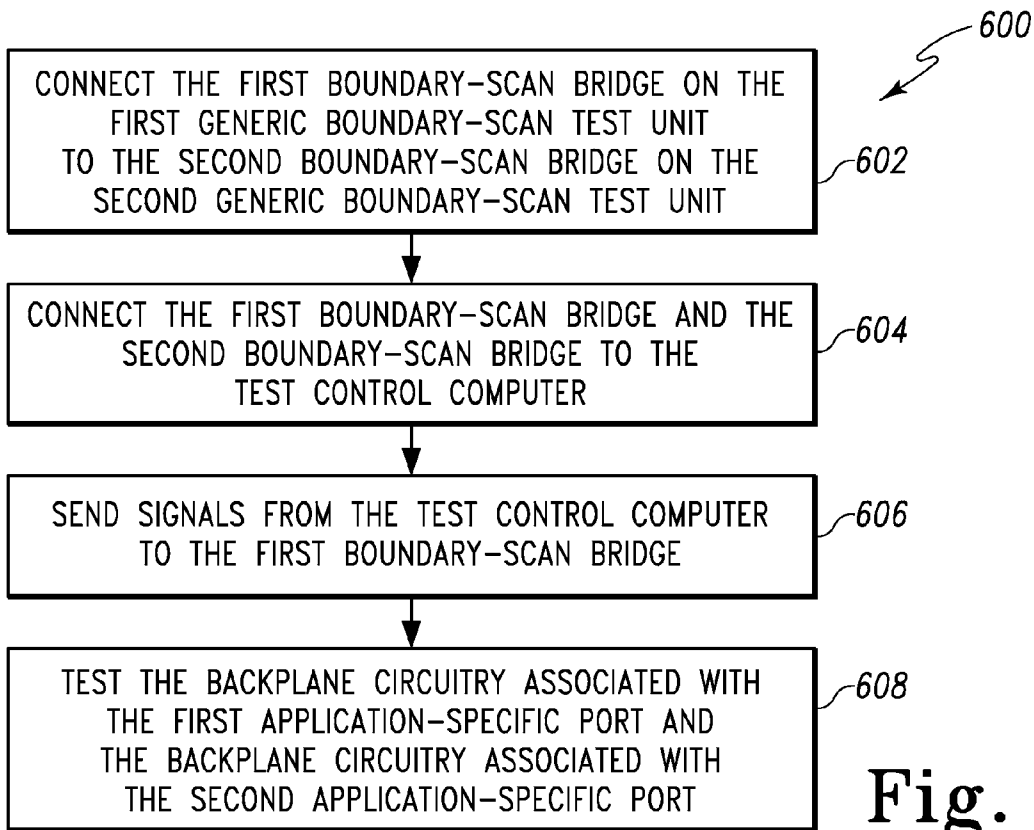 600
CONNECT THE FIRST BOUNDARY-SCAN BRIDGE ON THE
FIRST GENERIC BOUNDARY-SCAN TEST UNIT
TO THE SECOND BOUNDARY-SCAN BRIDGE ON THE
SECOND GENERIC BOUNDARY-SCAN TEST UNIT
602
CONNECT THE FIRST BOUNDARY-SCAN BRIDGE AND THE
SECOND BOUNDARY-SCAN BRIDGE TO THE
TEST CONTROL COMPUTER
604
SEND SIGNALS FROM THE TEST CONTROL COMPUTER
TO THE FIRST BOUNDARY-SCAN BRIDGE
606
TEST THE BACKPLANE CIRCUITRY ASSOCIATED WITH
THE FIRST APPLICATION-SPECIFIC PORT AND
THE BACKPLANE CIRCUITRY ASSOCIATED WITH
THE SECOND APPLICATION-SPECIFIC PORT
608
Fig.